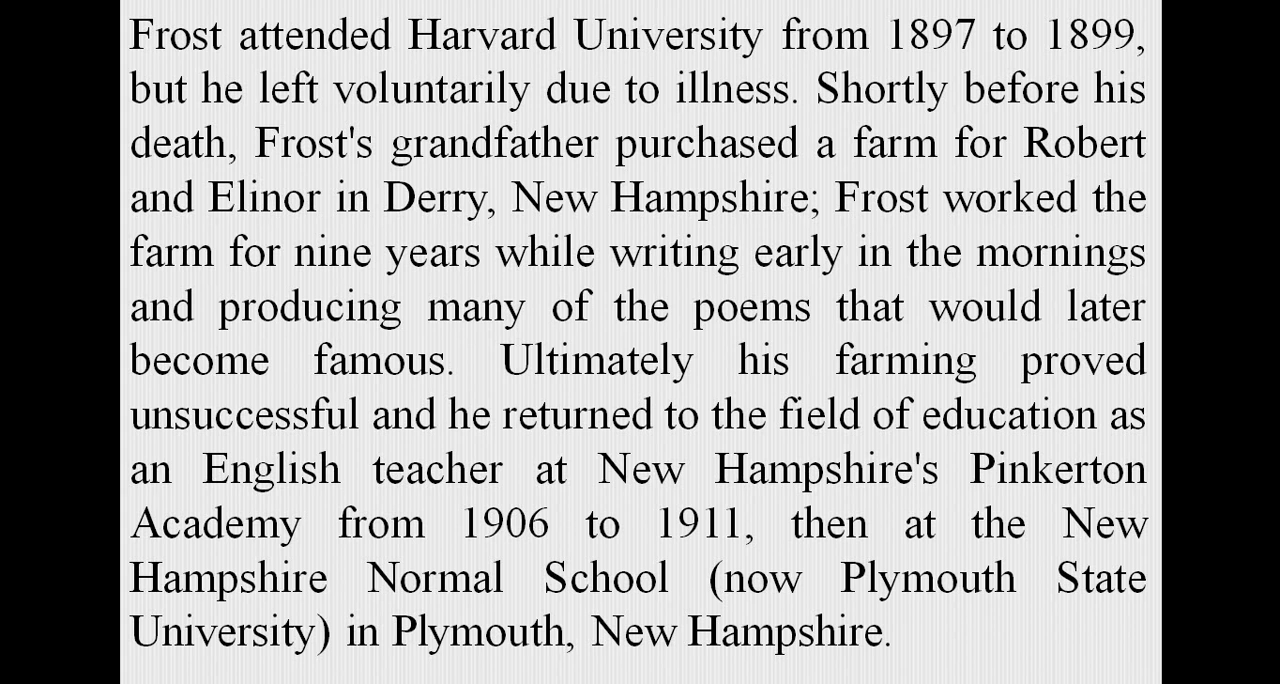 Frost attended Harvard University from 1897 to 1899,
but he left voluntarily due to illness. Shortly before his
death, Frost's grandfather purchased a farm for Robert
and Elinor in Derry, New Hampshire; Frost worked the
farm for nine years while writing early in the mornings
and producing many of the poems that would later
become famous. Ultimately his farming proved
unsuccessful and he returned to the field of education as
an English teacher at New Hampshire's Pinkerton
Academy from 1906 to 1911, then at the New
Hampshire Normal School (now Plymouth State
University) in Plymouth, New Hampshire.